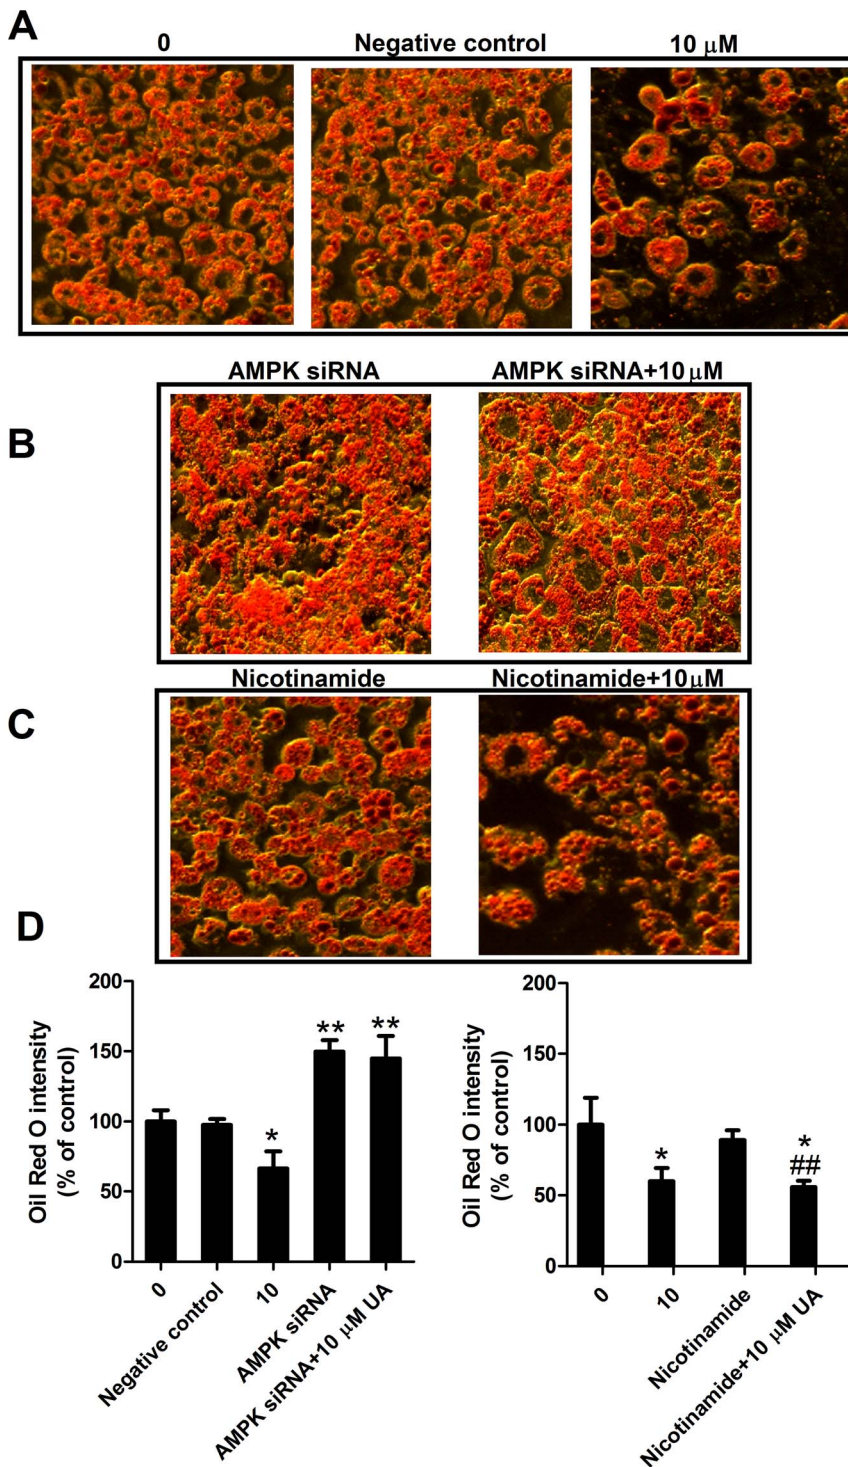 A
0 Negative control 10 μM
AMPK siRNA AMPK siRNA+10 μM
B
Nicotinamide Nicotinamide+10μM
C
D
Oil Red O intensity
(% of control)
200
150
100
50
0
*
**
**
0
Negative control
10
AMPK siRNA
AMPK siRNA+10 μM UA
Oil Red O intensity
(% of control)
200
150
100
50
0
*
*
##
0
10
Nicotinamide
Nicotinamide+10 μM UA